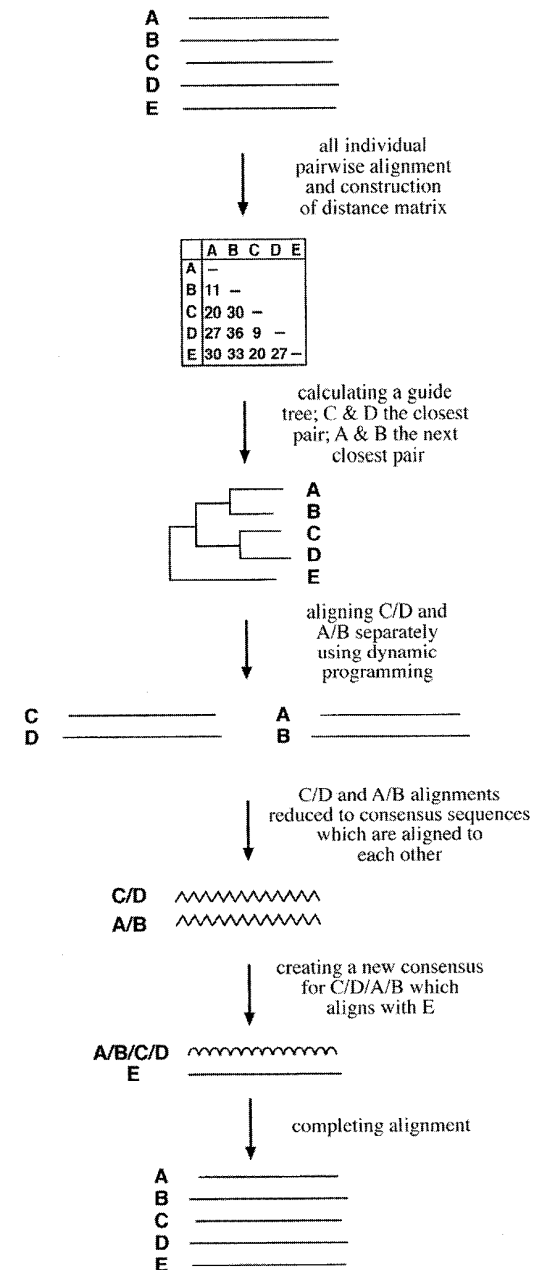 A
B
C
D
E
all individual
pairwise alignment
and construction
of distance matrix
A B C D E
A –
B 11 –
C 20 30 –
D 27 36 9 –
E 30 33 20 27 –
calculating a guide
tree; C & D the closest
pair; A & B the next
closest pair
A
B
C
D
E
aligning C/D and
A/B separately
using dynamic
programming
C A
D B
C/D and A/B alignments
reduced to consensus sequences
which are aligned to
each other
C/D
A/B
creating a new consensus
for C/D/A/B which
aligns with E
A/B/C/D
E
completing alignment
A
B
C
D
E